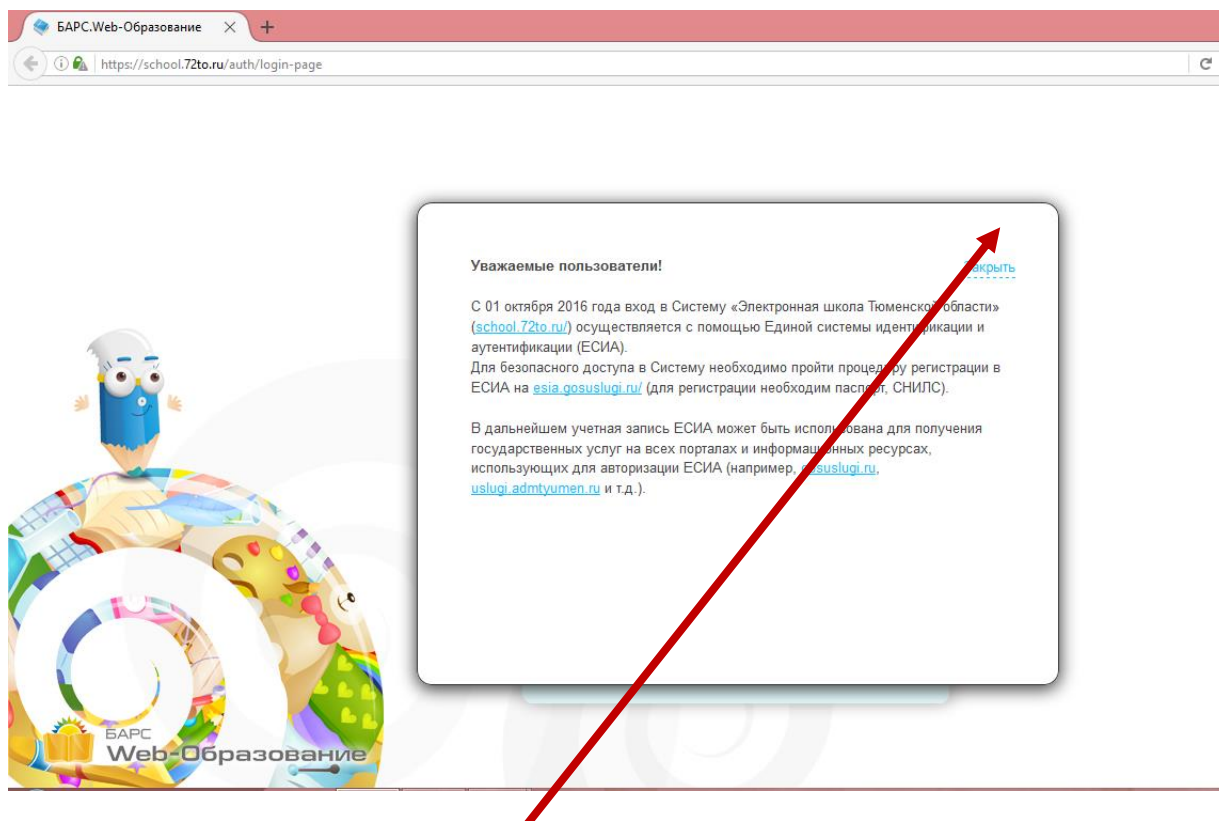 БАРС.Web-Образование
https://school.72to.ru/auth/login-page
Уважаемые пользователи!
Закрыть
С 01 октября 2016 года вход в Систему «Электронная школа Тюменской области»
(school.72to.ru/) осуществляется с помощью Единой системы идентификации и
аутентификации (ЕСИА).
Для безопасного доступа в Систему необходимо пройти процедуру регистрации в
ЕСИА на esia.gosuslugi.ru/ (для регистрации необходим паспорт, СНИЛС).
В дальнейшем учетная запись ЕСИА может быть использована для получения
государственных услуг на всех порталах и информационных ресурсах,
использующих для авторизации ЕСИА (например, gosuslugi.ru,
uslugi.admtyumen.ru и т.д.).
БАРС
Web-Образование